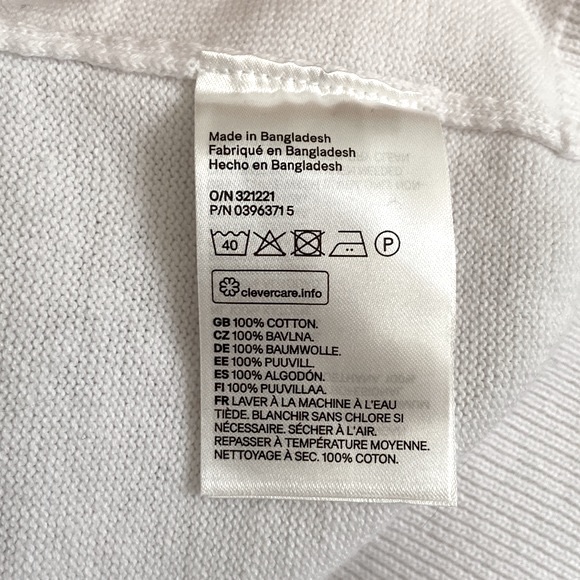 Made in Bangladesh
Fabriqué en Bangladesh
Hecho en Bangladesh
O/N 321221
P/N 0396371 5
40 P
clevercare.info
GB 100% COTTON.
CZ 100% BAVLNA.
DE 100% BAUMWOLLE.
EE 100% PUUVILL.
ES 100% ALGODÓN.
FI 100% PUUVILLAA.
FR LAVER À LA MACHINE À L'EAU
TIÈDE. BLANCHIR SANS CHLORE SI
NÉCESSAIRE. SÉCHER À L'AIR.
REPASSER À TEMPÉRATURE MOYENNE.
NETTOYAGE À SEC. 100% COTON.